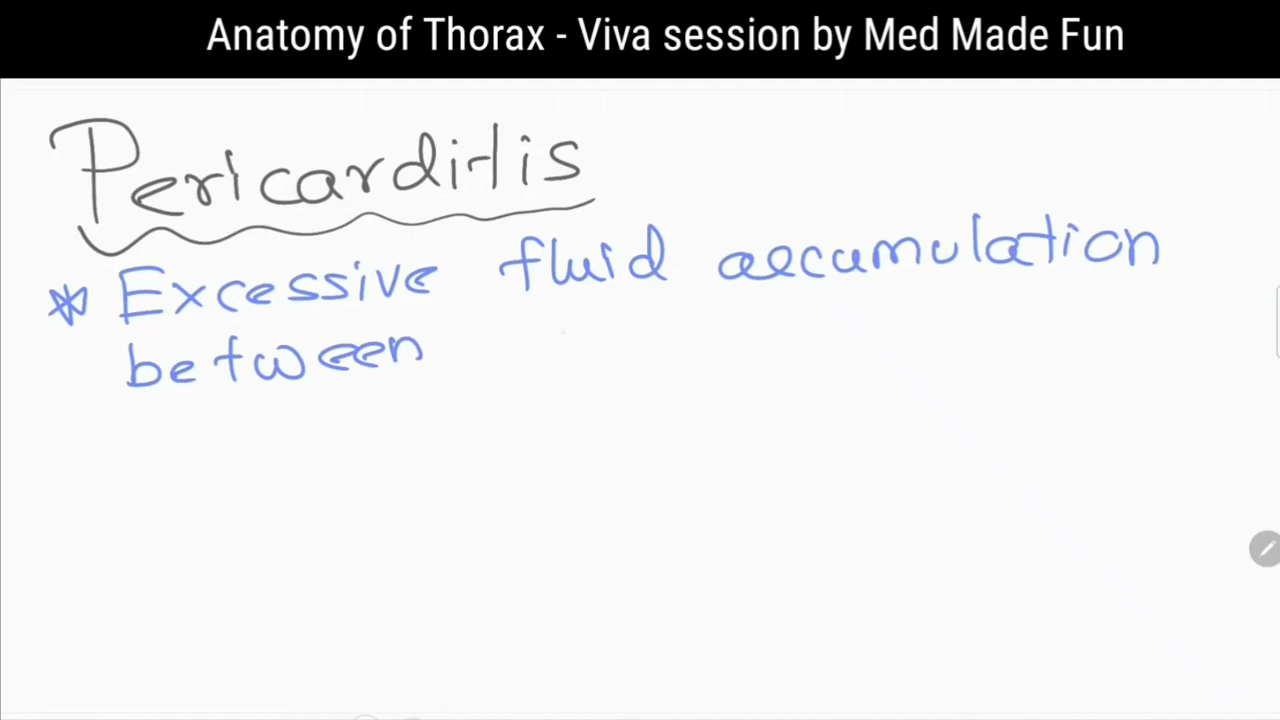 Anatomy of Thorax - Viva session by Med Made Fun
Pericarditis
* Excessive fluid accumulation
between